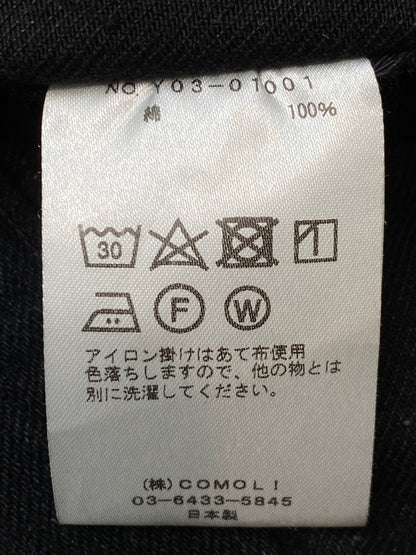 NO. Y03-01001
綿 100%
30
F W
アイロン掛けはあて布使用
色落ちしますので、他の物とは
別に洗濯してください。
(株) COMOLI
03-6433-5845
日本製